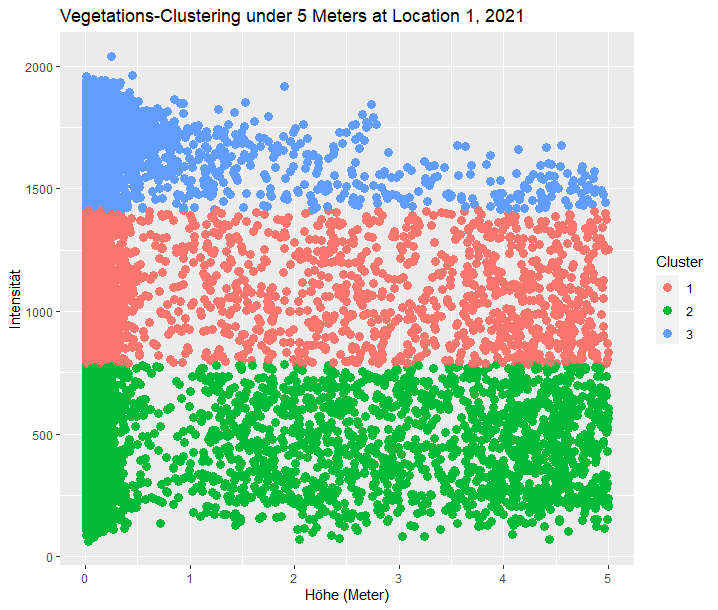 Vegetations-Clustering under 5 Meters at Location 1, 2021
2000
1500
1000
500
0
Intensität
0 1 2 3 4 5
Höhe (Meter)
Cluster
1
2
3